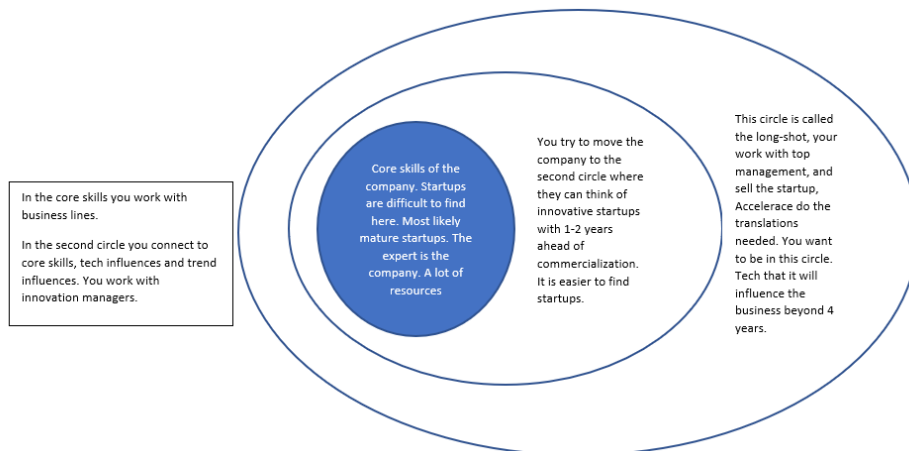 In the core skills you work with
business lines.
In the second circle you connect to
core skills, tech influences and trend
influences. You work with
innovation managers.
Core skills of the
company. Startups
are difficult to find
here. Most likely
mature startups. The
expert is the
company. A lot of
resources
You try to move the
company to the
second circle where
they can think of
innovative startups
with 1-2 years
ahead of
commercialization.
It is easier to find
startups.
This circle is called
the long-shot, your
work with top
management, and
sell the startup,
Accelerace do the
translations
needed. You want
to be in this circle.
Tech that it will
influence the
business beyond 4
years.